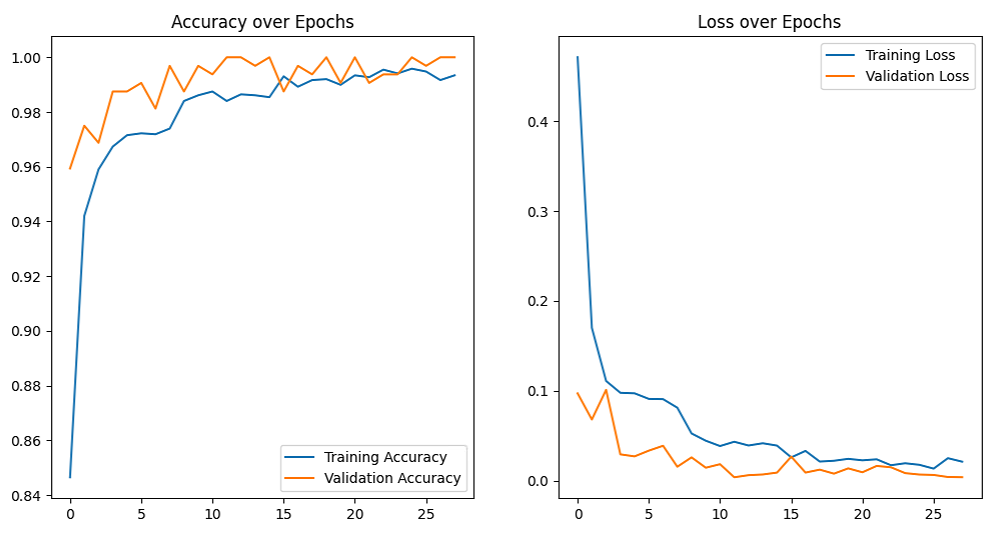 Accuracy over Epochs
1.00
0.98
0.96
0.94
0.92
0.90
0.88
0.86
0.84
0 5 10 15 20 25
Training Accuracy
Validation Accuracy
Loss over Epochs
0.4
0.3
0.2
0.1
0.0
0 5 10 15 20 25
Training Loss
Validation Loss